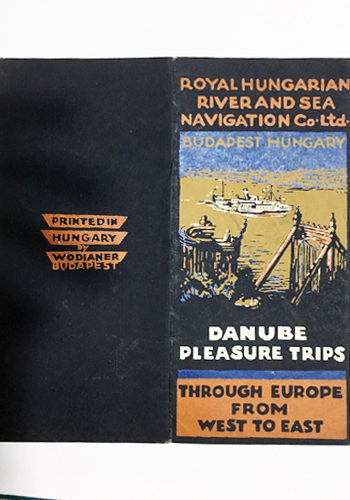 PRINTED IN
HUNGARY
BY
WODIANER
BUDAPEST
ROYAL HUNGARIAN
RIVER AND SEA
NAVIGATION Co. Ltd.
BUDAPEST HUNGARY
DANUBE
PLEASURE TRIPS
THROUGH EUROPE
FROM
WEST TO EAST